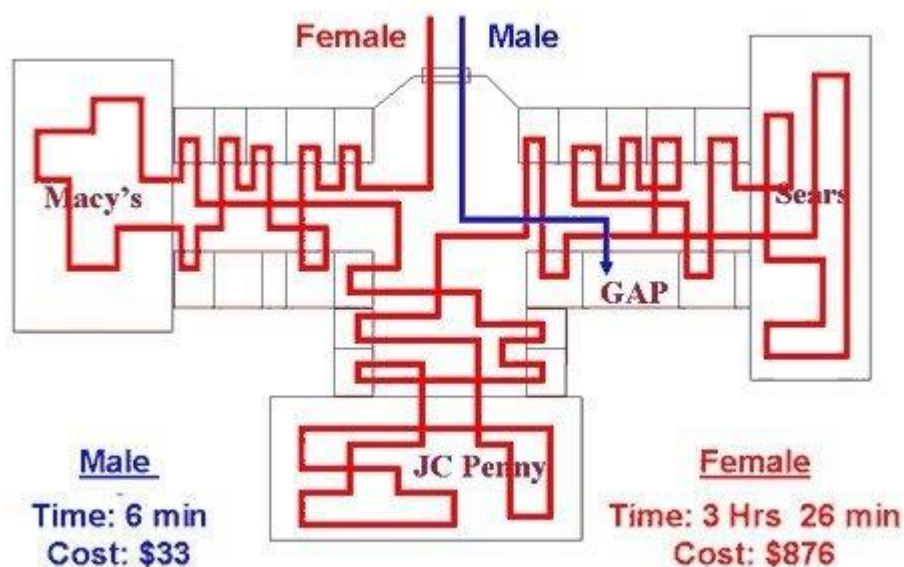 Female Male
Macy's
Sears
GAP
JC Penny
Male
Time: 6 min
Cost: $33
Female
Time: 3 Hrs 26 min
Cost: $876